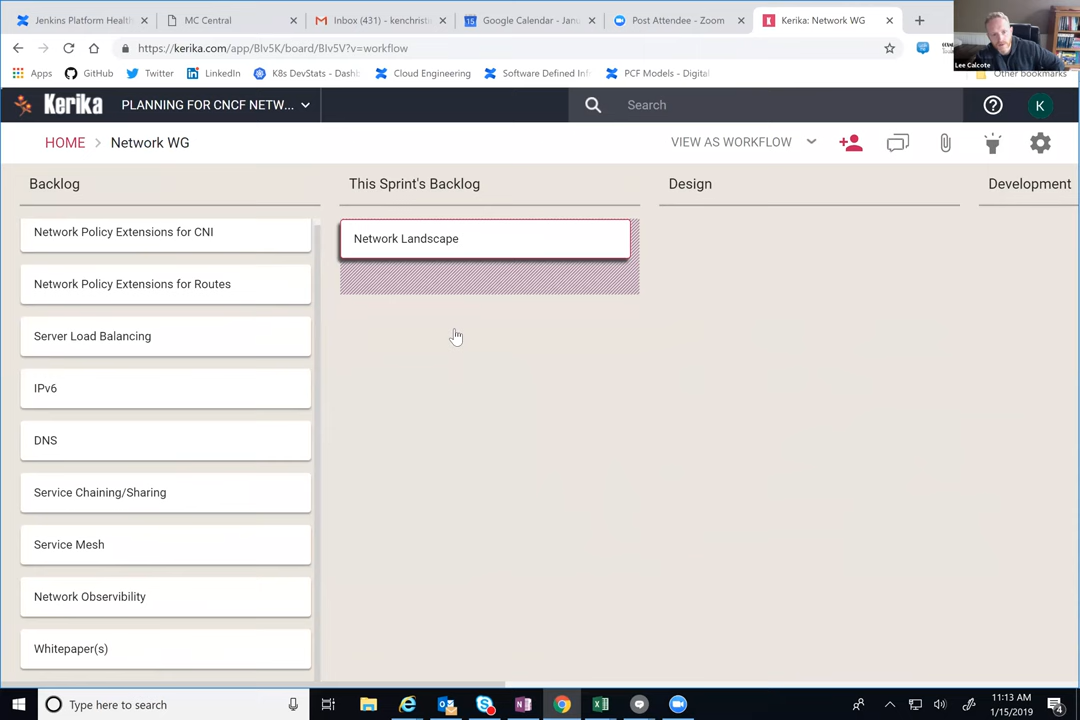 Jenkins Platform Health
MC Central
Inbox (431) - kenchristie
Google Calendar - Janu
Post Attendee - Zoom
Kerika: Network WG
https://kerika.com/app/BIv5K/board/BIv5V?v=workflow
Lee Calcote
Apps
GitHub
Twitter
LinkedIn
K8s DevStats - Dashb
Cloud Engineering
Software Defined Inf
PCF Models - Digital
Other bookmarks
Kerika
PLANNING FOR CNCF NETW...
Search
K
HOME > Network WG
VIEW AS WORKFLOW
Backlog
This Sprint's Backlog
Design
Development
Network Policy Extensions for CNI
Network Landscape
Network Policy Extensions for Routes
Server Load Balancing
IPv6
DNS
Service Chaining/Sharing
Service Mesh
Network Observibility
Whitepaper(s)
Type here to search
11:13 AM
1/15/2019
4